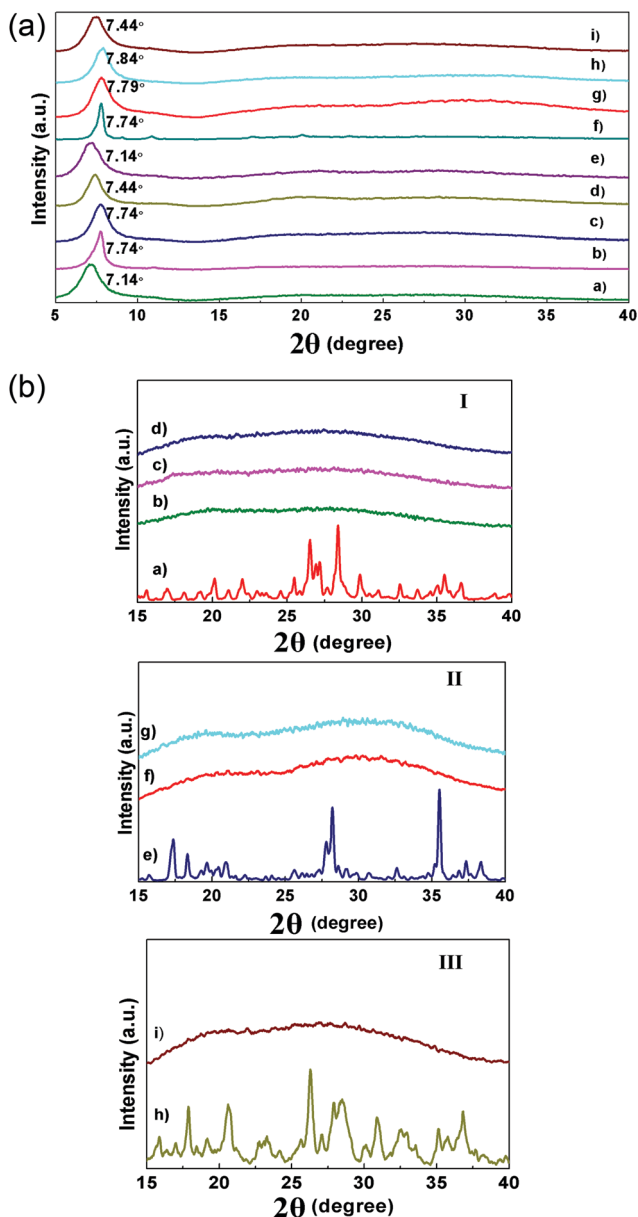 (a)
Intensity (a.u.)
7.44° i)
7.84° h)
7.79° g)
7.74° f)
7.14° e)
7.44° d)
7.74° c)
7.74° b)
7.14° a)
5 10 15 20 25 30 35 40
2θ (degree)
(b)
I
Intensity (a.u.)
d)
c)
b)
a)
15 20 25 30 35 40
2θ (degree)
II
Intensity (a.u.)
g)
f)
e)
15 20 25 30 35 40
2θ (degree)
III
Intensity (a.u.)
i)
h)
15 20 25 30 35 40
2θ (degree)